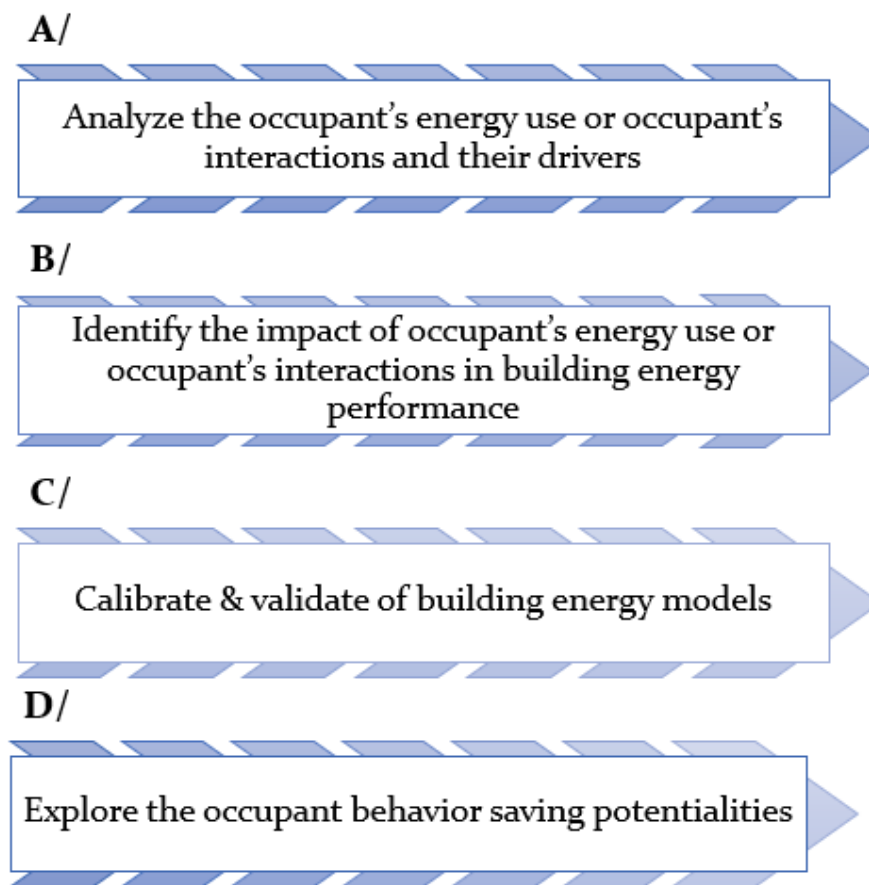 A/
Analyze the occupant’s energy use or occupant’s
interactions and their drivers
B/
Identify the impact of occupant’s energy use or
occupant’s interactions in building energy
performance
C/
Calibrate & validate of building energy models
D/
Explore the occupant behavior saving potentialities